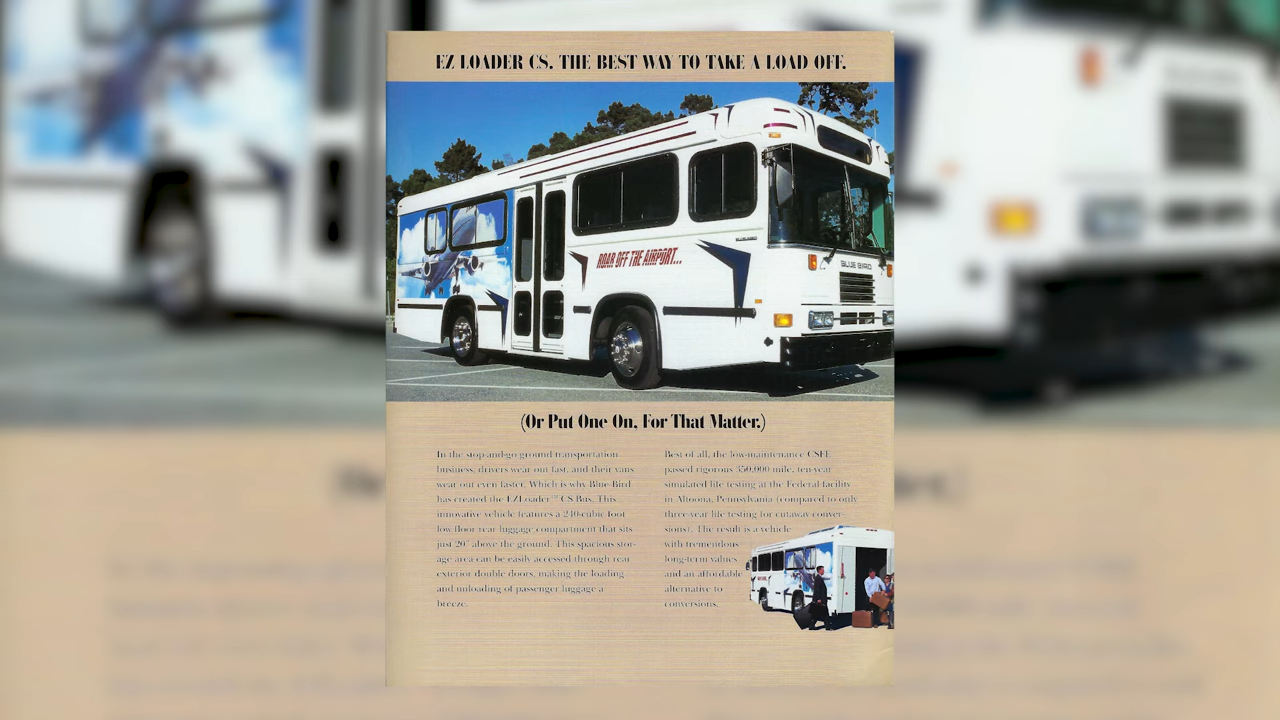 EZ LOADER CS. THE BEST WAY TO TAKE A LOAD OFF.
ROAR OFF THE AIRPORT...
BLUE BIRD
(Or Put One On, For That Matter.)
In the stop-and-go ground transportation
business, drivers wear out fast, and their vans
wear out even faster. Which is why Blue Bird
has created the EZLoader™ CS Bus. This
innovative vehicle features a 240-cubic-foot
low floor rear luggage compartment that sits
just 20" above the ground. This spacious stor-
age area can be easily accessed through rear
exterior double doors, making the loading
and unloading of passenger luggage a
breeze.
Best of all, the low-maintenance CSFE
passed rigorous 350,000 mile, ten-year
simulated life testing at the Federal facility
in Altoona, Pennsylvania (compared to only
three-year life testing for cutaway conver-
sions). The result is a vehicle
with tremendous
long-term values
and an affordable
alternative to
conversions.